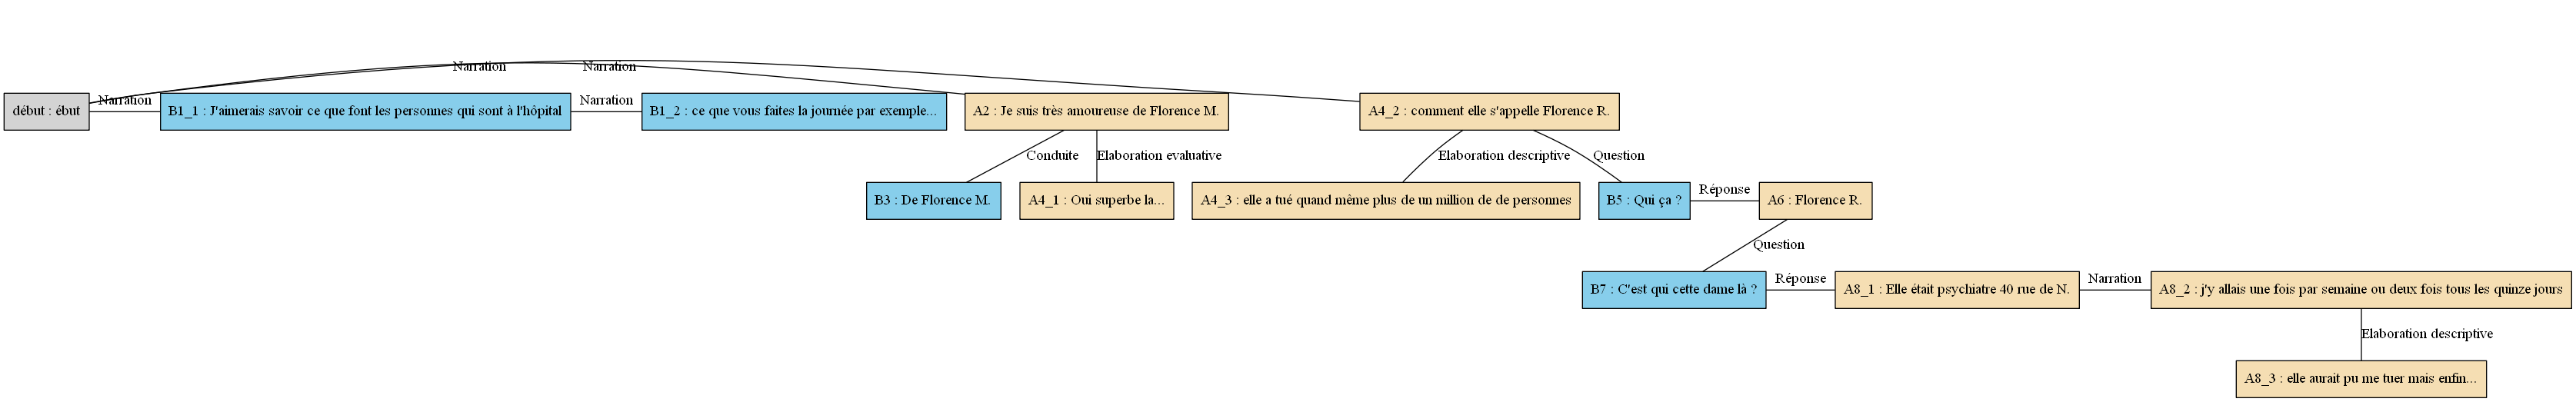 Narration
Narration
début : ébut
Narration
B1_1 : J'aimerais savoir ce que font les personnes qui sont à l'hôpital
Narration
B1_2 : ce que vous faites la journée par exemple...
A2 : Je suis très amoureuse de Florence M.
A4_2 : comment elle s'appelle Florence R.
Conduite
Elaboration evaluative
Elaboration descriptive
Question
B3 : De Florence M.
A4_1 : Oui superbe la...
A4_3 : elle a tué quand mème plus de un million de de personnes
B5 : Qui ça ?
Réponse
A6 : Florence R.
Question
B7 : C'est qui cette dame là ?
Réponse
A8_1 : Elle était psychiatre 40 rue de N.
Narration
A8_2 : j'y allais une fois par semaine ou deux fois tous les quinze jours
Elaboration descriptive
A8_3 : elle aurait pu me tuer mais enfin...